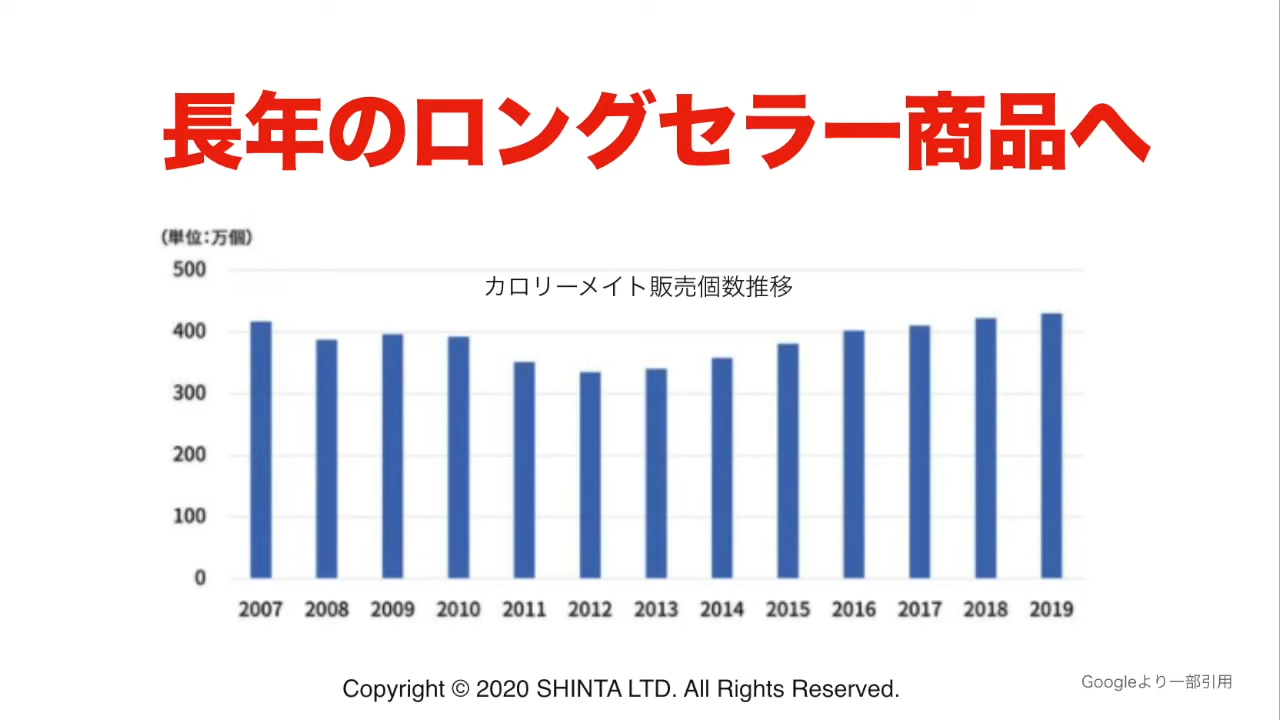 長年のロングセラー商品へ
(単位:万個)
カロリーメイト販売個数推移
500
400
300
200
100
0
2007 2008 2009 2010 2011 2012 2013 2014 2015 2016 2017 2018 2019
Copyright © 2020 SHINTA LTD. All Rights Reserved.
Googleより一部引用